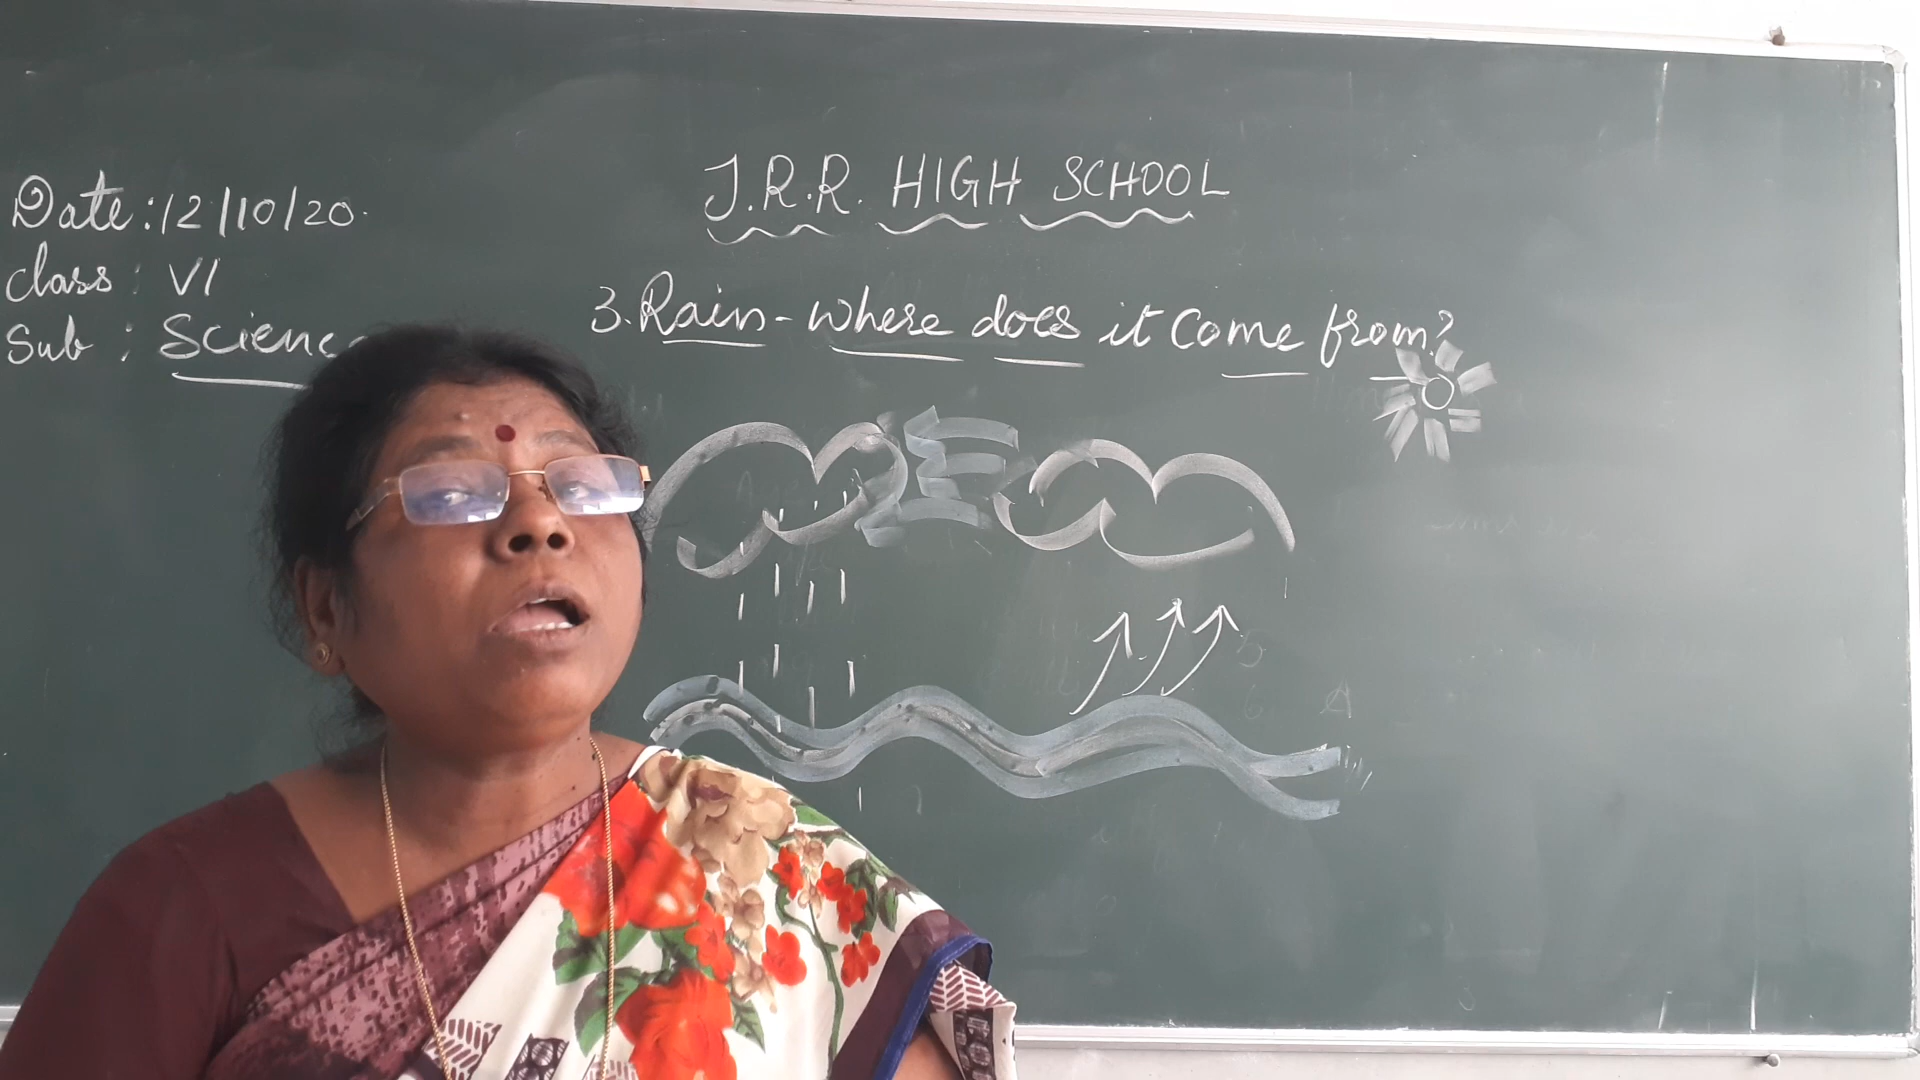 J.R.R. HIGH SCHOOL
Date: 12/10/20.
Class: VI
Sub: Scienc
3. Rain - where does it come from?